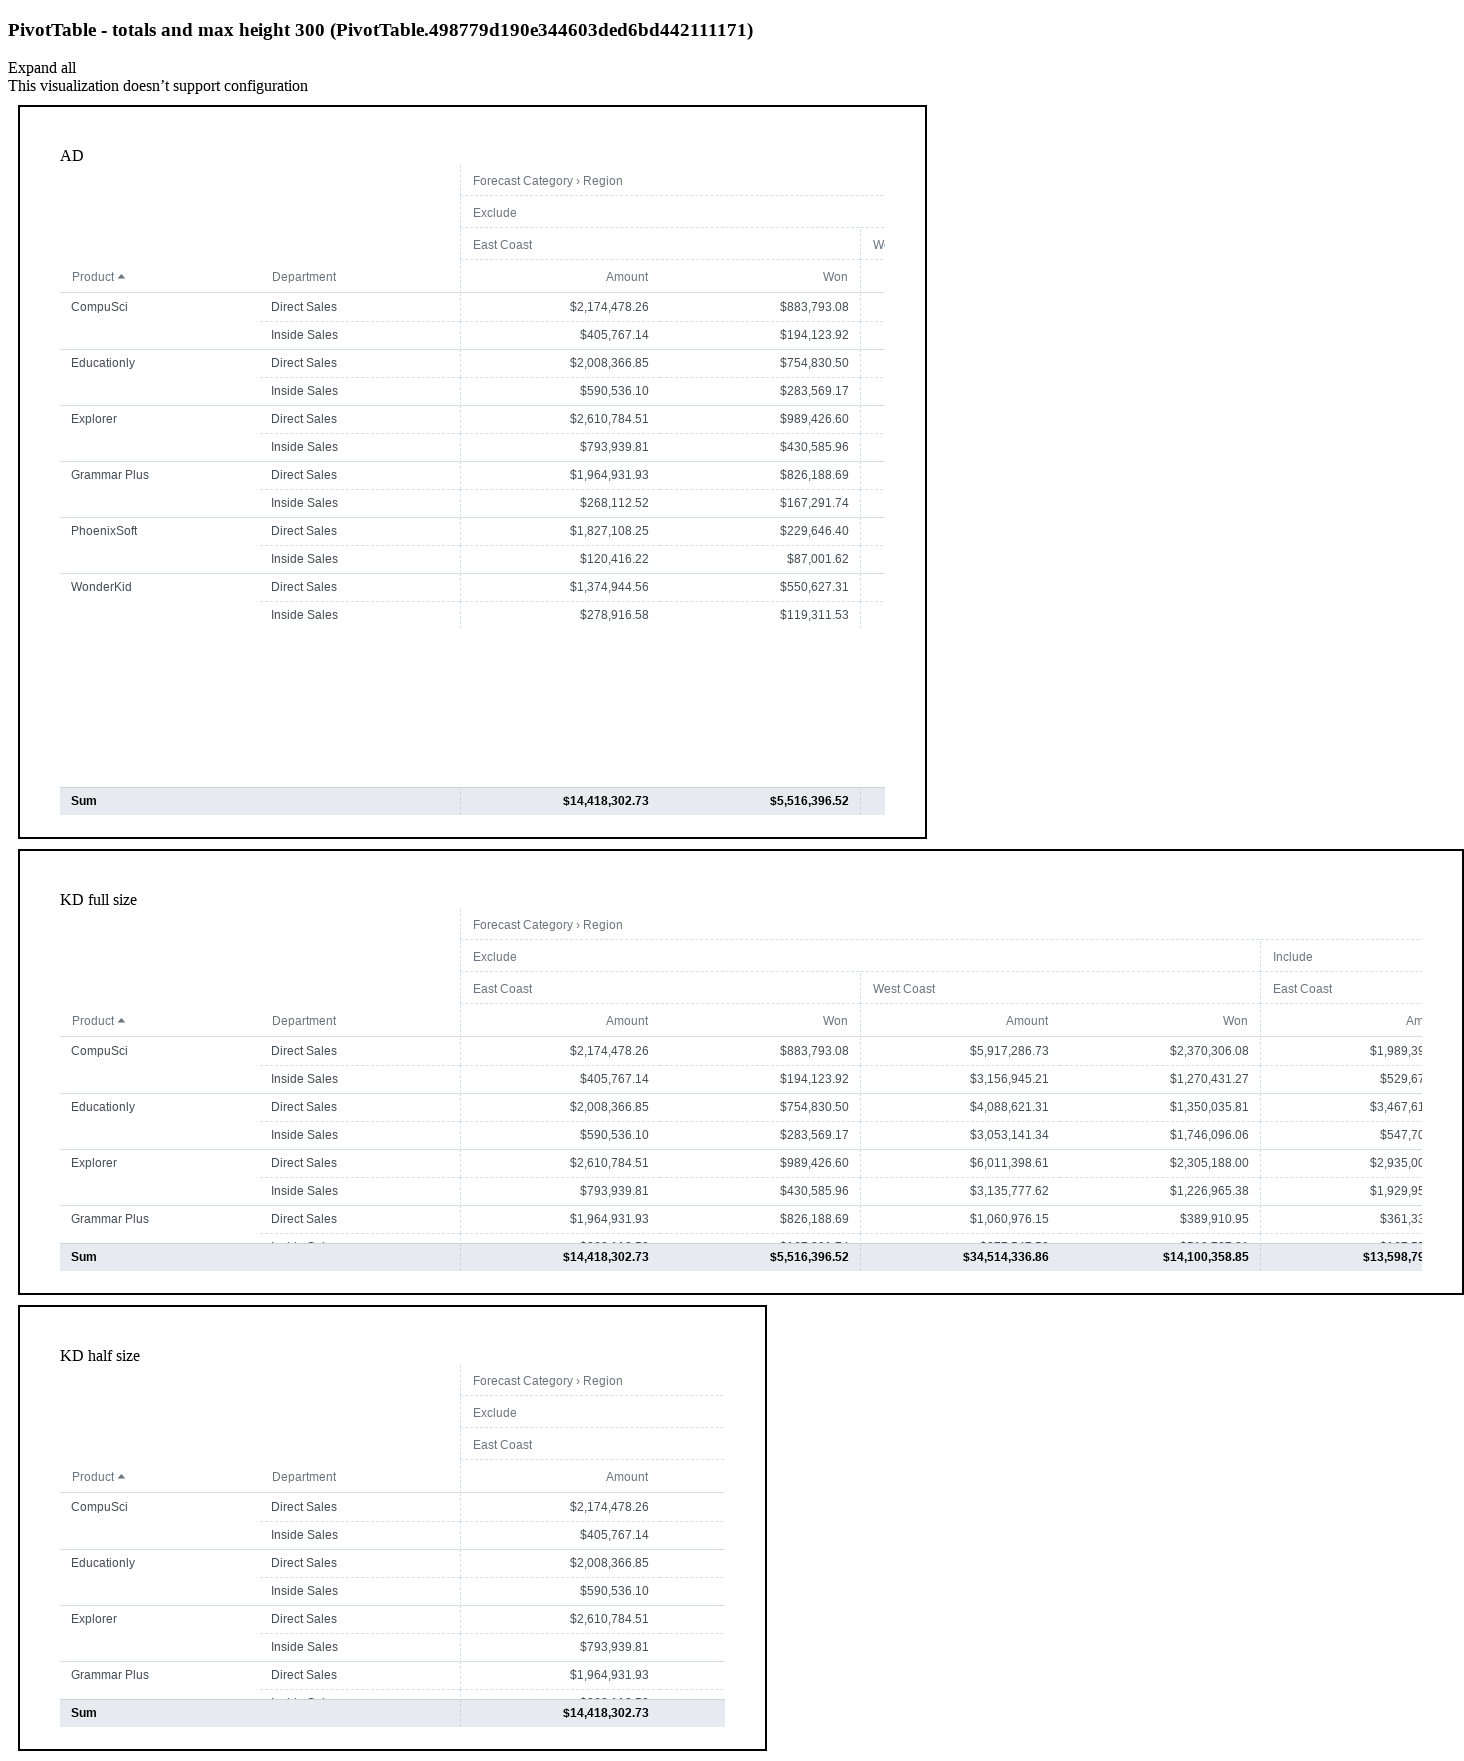 PivotTable - totals and max height 300 (PivotTable.498779d190e344603ded6bd442111171)
Expand all
This visualization doesn’t support configuration
AD
Forecast Category › Region
Exclude
East Coast
Product Department Amount Won
CompuSci Direct Sales $2,174,478.26 $883,793.08
Inside Sales $405,767.14 $194,123.92
Educationly Direct Sales $2,008,366.85 $754,830.50
Inside Sales $590,536.10 $283,569.17
Explorer Direct Sales $2,610,784.51 $989,426.60
Inside Sales $793,939.81 $430,585.96
Grammar Plus Direct Sales $1,964,931.93 $826,188.69
Inside Sales $268,112.52 $167,291.74
PhoenixSoft Direct Sales $1,827,108.25 $229,646.40
Inside Sales $120,416.22 $87,001.62
WonderKid Direct Sales $1,374,944.56 $550,627.31
Inside Sales $278,916.58 $119,311.53
Sum $14,418,302.73 $5,516,396.52
KD full size
Forecast Category › Region
Exclude Include
East Coast West Coast East Coast
Product Department Amount Won Amount Won Am
CompuSci Direct Sales $2,174,478.26 $883,793.08 $5,917,286.73 $2,370,306.08 $1,989,39
Inside Sales $405,767.14 $194,123.92 $3,156,945.21 $1,270,431.27 $529,67
Educationly Direct Sales $2,008,366.85 $754,830.50 $4,088,621.31 $1,350,035.81 $3,467,61
Inside Sales $590,536.10 $283,569.17 $3,053,141.34 $1,746,096.06 $547,70
Explorer Direct Sales $2,610,784.51 $989,426.60 $6,011,398.61 $2,305,188.00 $2,935,00
Inside Sales $793,939.81 $430,585.96 $3,135,777.62 $1,226,965.38 $1,929,95
Grammar Plus Direct Sales $1,964,931.93 $826,188.69 $1,060,976.15 $389,910.95 $361,33
Sum $14,418,302.73 $5,516,396.52 $34,514,336.86 $14,100,358.85 $13,598,79
KD half size
Forecast Category › Region
Exclude
East Coast
Product Department Amount
CompuSci Direct Sales $2,174,478.26
Inside Sales $405,767.14
Educationly Direct Sales $2,008,366.85
Inside Sales $590,536.10
Explorer Direct Sales $2,610,784.51
Inside Sales $793,939.81
Grammar Plus Direct Sales $1,964,931.93
Sum $14,418,302.73